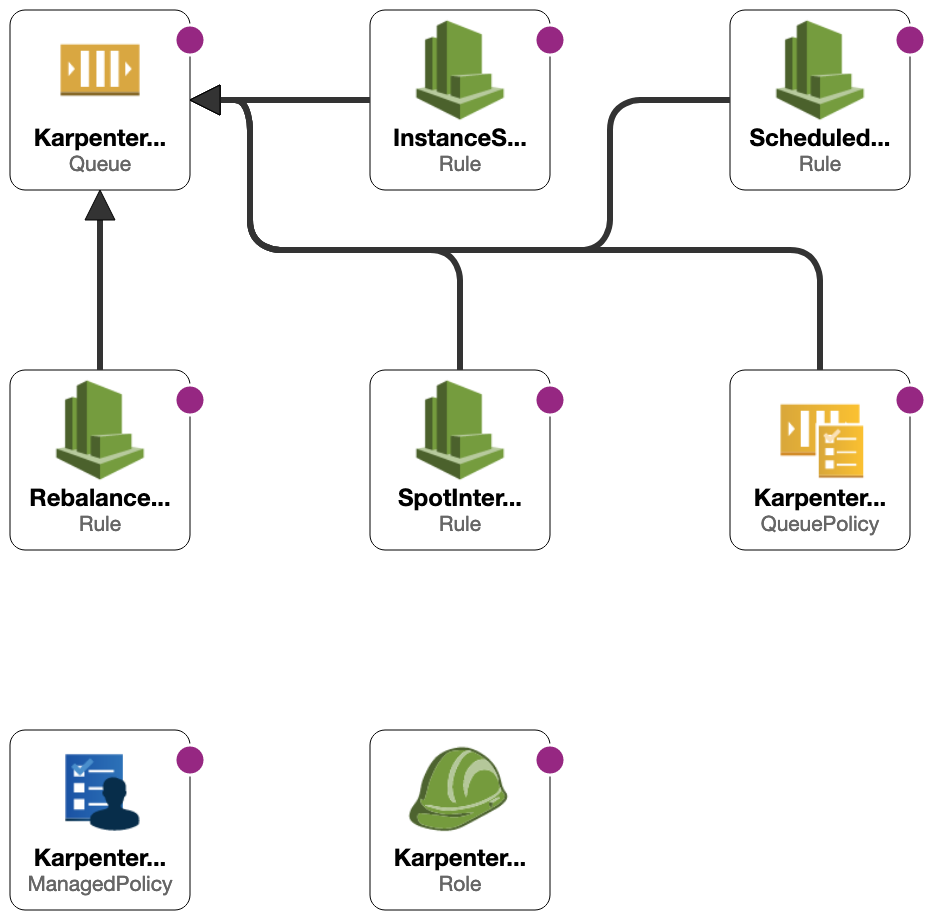 Karpenter...
Queue
InstanceS...
Rule
Scheduled...
Rule
Rebalance...
Rule
SpotInter...
Rule
Karpenter...
QueuePolicy
Karpenter...
ManagedPolicy
Karpenter...
Role